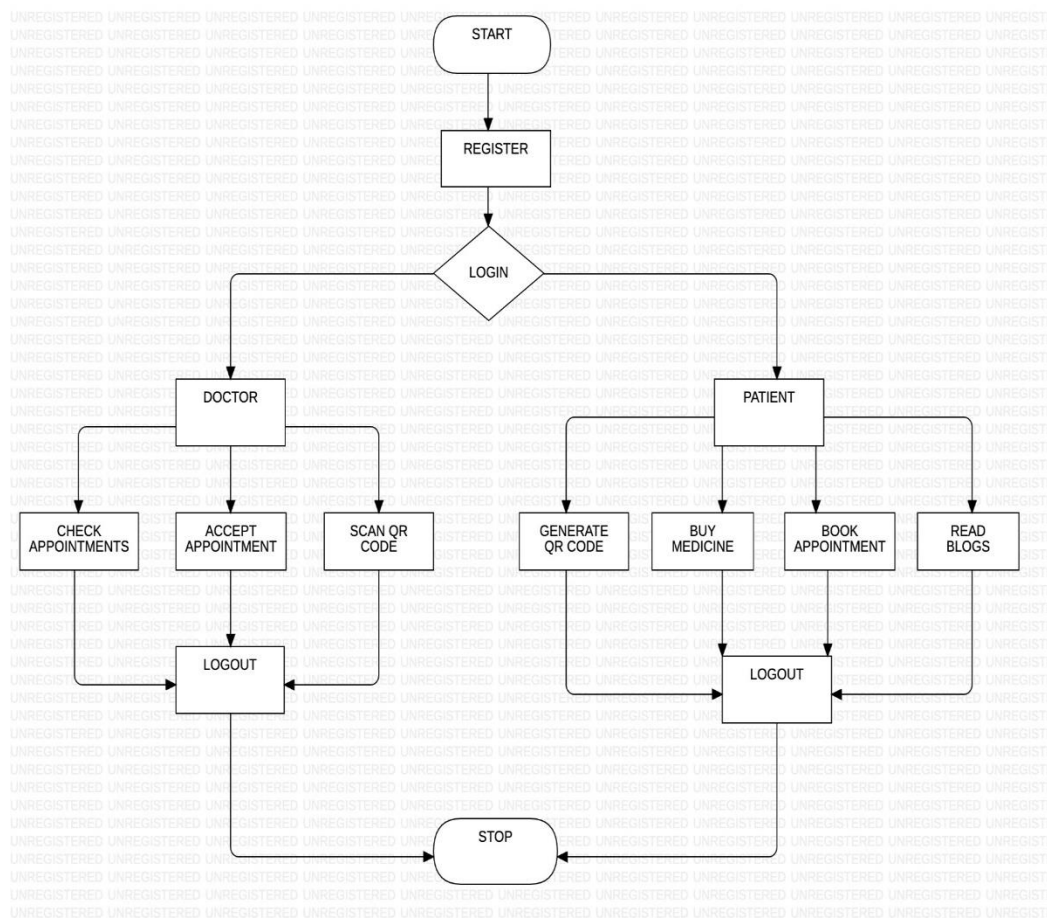 START
REGISTER
LOGIN
DOCTOR
PATIENT
CHECK
APPOINTMENTS
ACCEPT
APPOINTMENT
SCAN QR
CODE
GENERATE
QR CODE
BUY
MEDICINE
BOOK
APPOINTMENT
READ
BLOGS
LOGOUT
LOGOUT
STOP